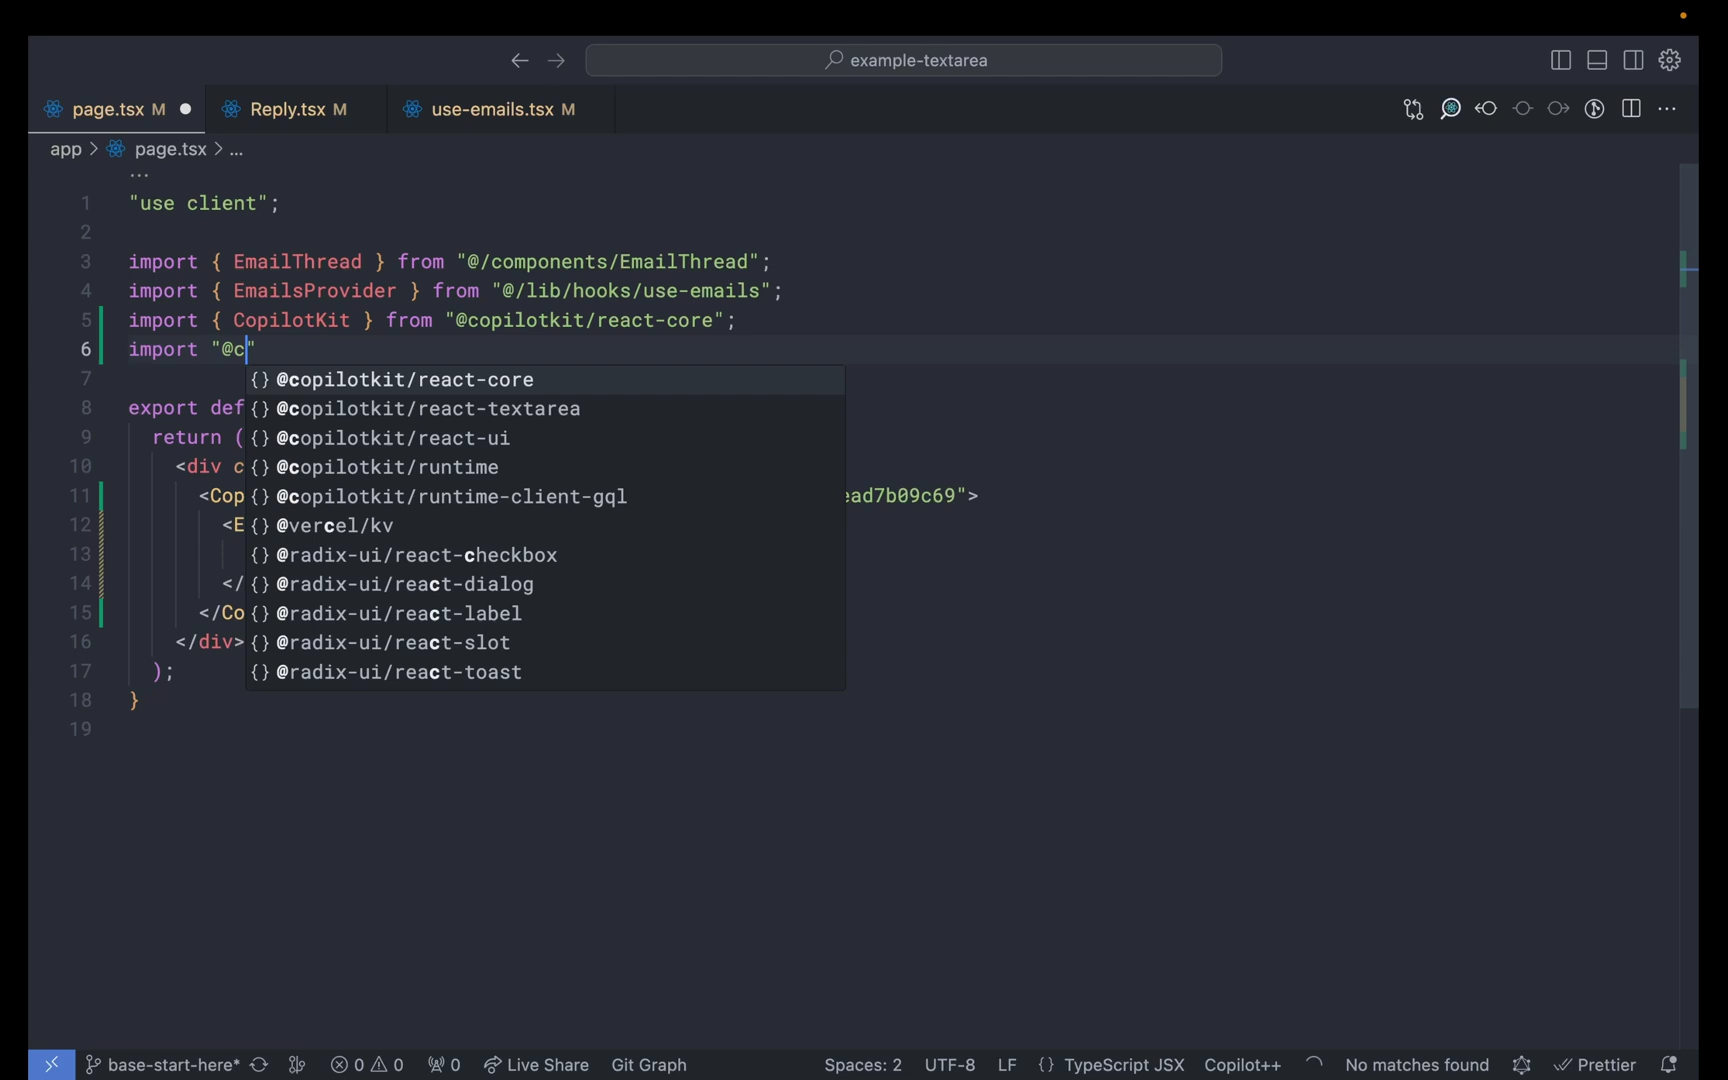 example-textarea
page.tsx M
Reply.tsx M
use-emails.tsx M
app > page.tsx > ...
...
1 "use client";
2
3 import { EmailThread } from "@/components/EmailThread";
4 import { EmailsProvider } from "@/lib/hooks/use-emails";
5 import { CopilotKit } from "@copilotkit/react-core";
6 import "@c"
7 {} @copilotkit/react-core
8 export def {} @copilotkit/react-textarea
9 return ( {} @copilotkit/react-ui
10 <div c {} @copilotkit/runtime
11 <Cop {} @copilotkit/runtime-client-gql ead7b09c69">
12 <E {} @vercel/kv
13 {} @radix-ui/react-checkbox
14 </ {} @radix-ui/react-dialog
15 </Co {} @radix-ui/react-label
16 </div> {} @radix-ui/react-slot
17 ); {} @radix-ui/react-toast
18 }
19
base-start-here* 0 0 0 Live Share Git Graph Spaces: 2 UTF-8 LF {} TypeScript JSX Copilot++ No matches found Prettier